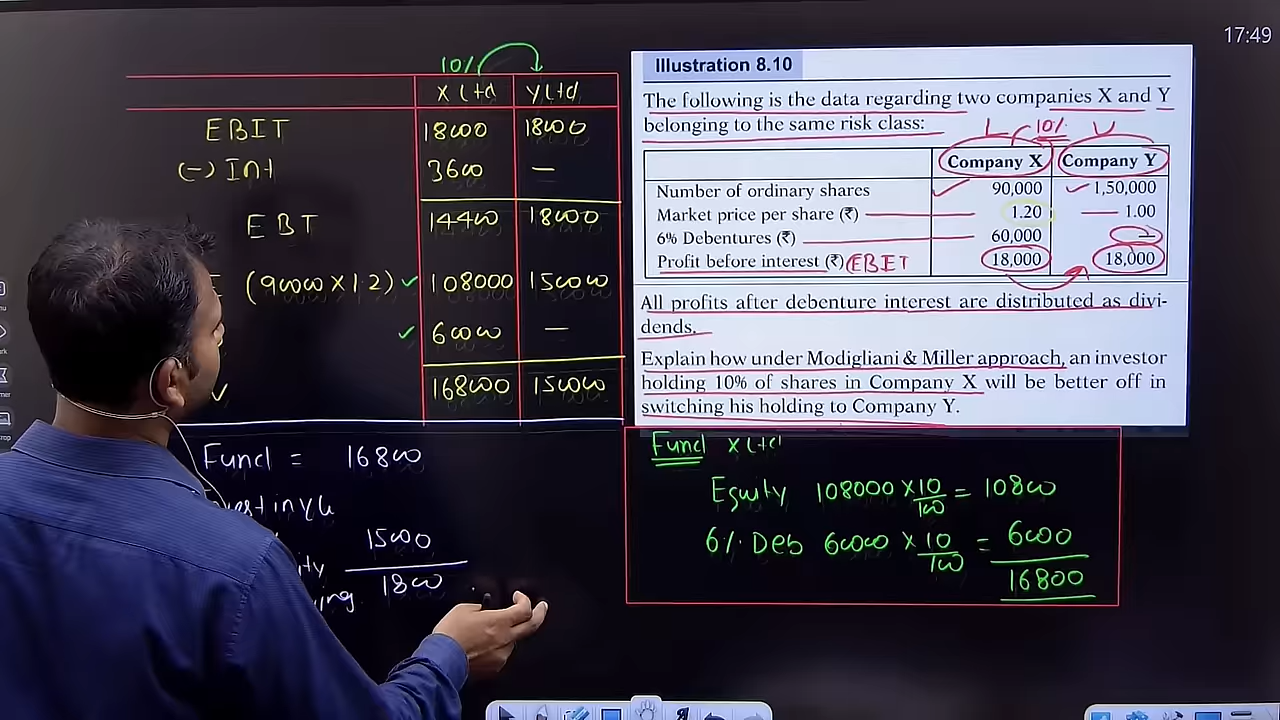 17:49
10%
X Ltd Y Ltd
EBIT 18000 18000
(-) Int 3600 —
EBT 14400 18000
(90000 × 1.2) ✓ 108000 150000
✓ 60000 —
168000 150000
Fund = 16800
15000
1800
Illustration 8.10
The following is the data regarding two companies X and Y
belonging to the same risk class:
L 10% U
Company X Company Y
Number of ordinary shares 90,000 1,50,000
Market price per share (₹) 1.20 1.00
6% Debentures (₹) 60,000 —
Profit before interest (₹) EBIT 18,000 18,000
All profits after debenture interest are distributed as divi-
dends.
Explain how under Modigliani & Miller approach, an investor
holding 10% of shares in Company X will be better off in
switching his holding to Company Y.
Fund X Ltd
Equity 108000 × 10/100 = 10800
6% Deb 60000 × 10/100 = 6000
16800